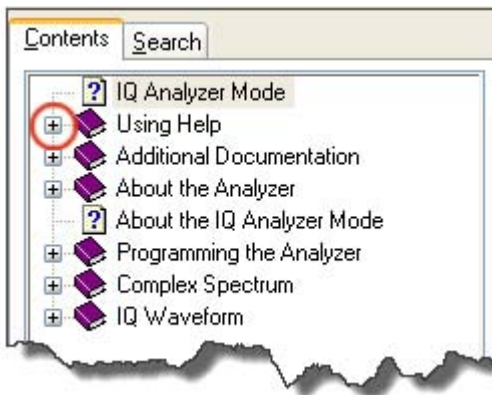 Contents Search
IQ Analyzer Mode
Using Help
Additional Documentation
About the Analyzer
About the IQ Analyzer Mode
Programming the Analyzer
Complex Spectrum
IQ Waveform